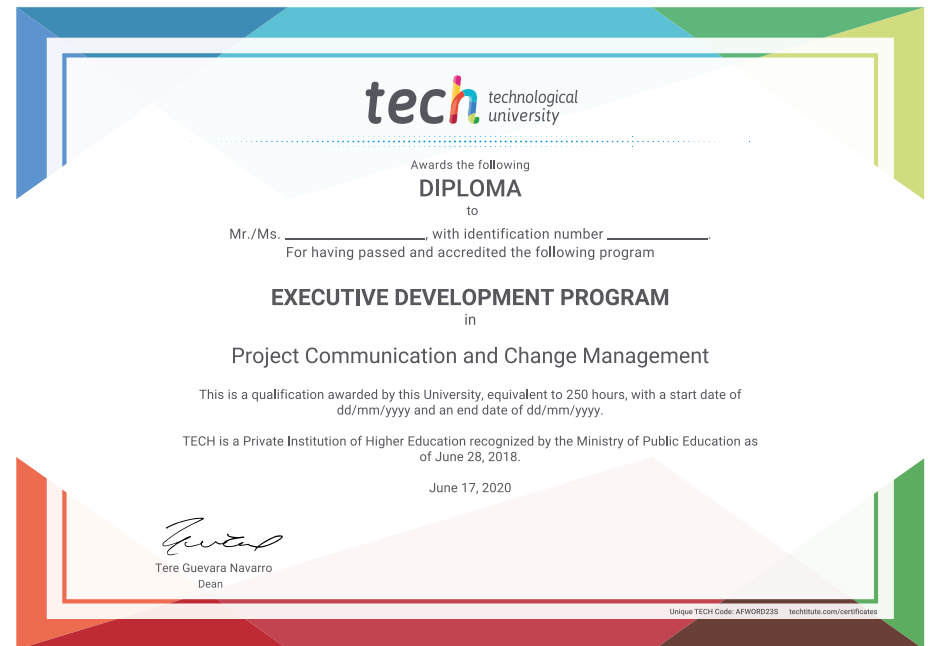 tech technological
university
Awards the following
DIPLOMA
to
Mr./Ms. ____________________, with identification number ______________.
For having passed and accredited the following program
EXECUTIVE DEVELOPMENT PROGRAM
in
Project Communication and Change Management
This is a qualification awarded by this University, equivalent to 250 hours, with a start date of
dd/mm/yyyy and an end date of dd/mm/yyyy.
TECH is a Private Institution of Higher Education recognized by the Ministry of Public Education as
of June 28, 2018.
June 17, 2020
Tere Guevara Navarro
Dean
Unique TECH Code: AFWORD23S techtitute.com/certificates